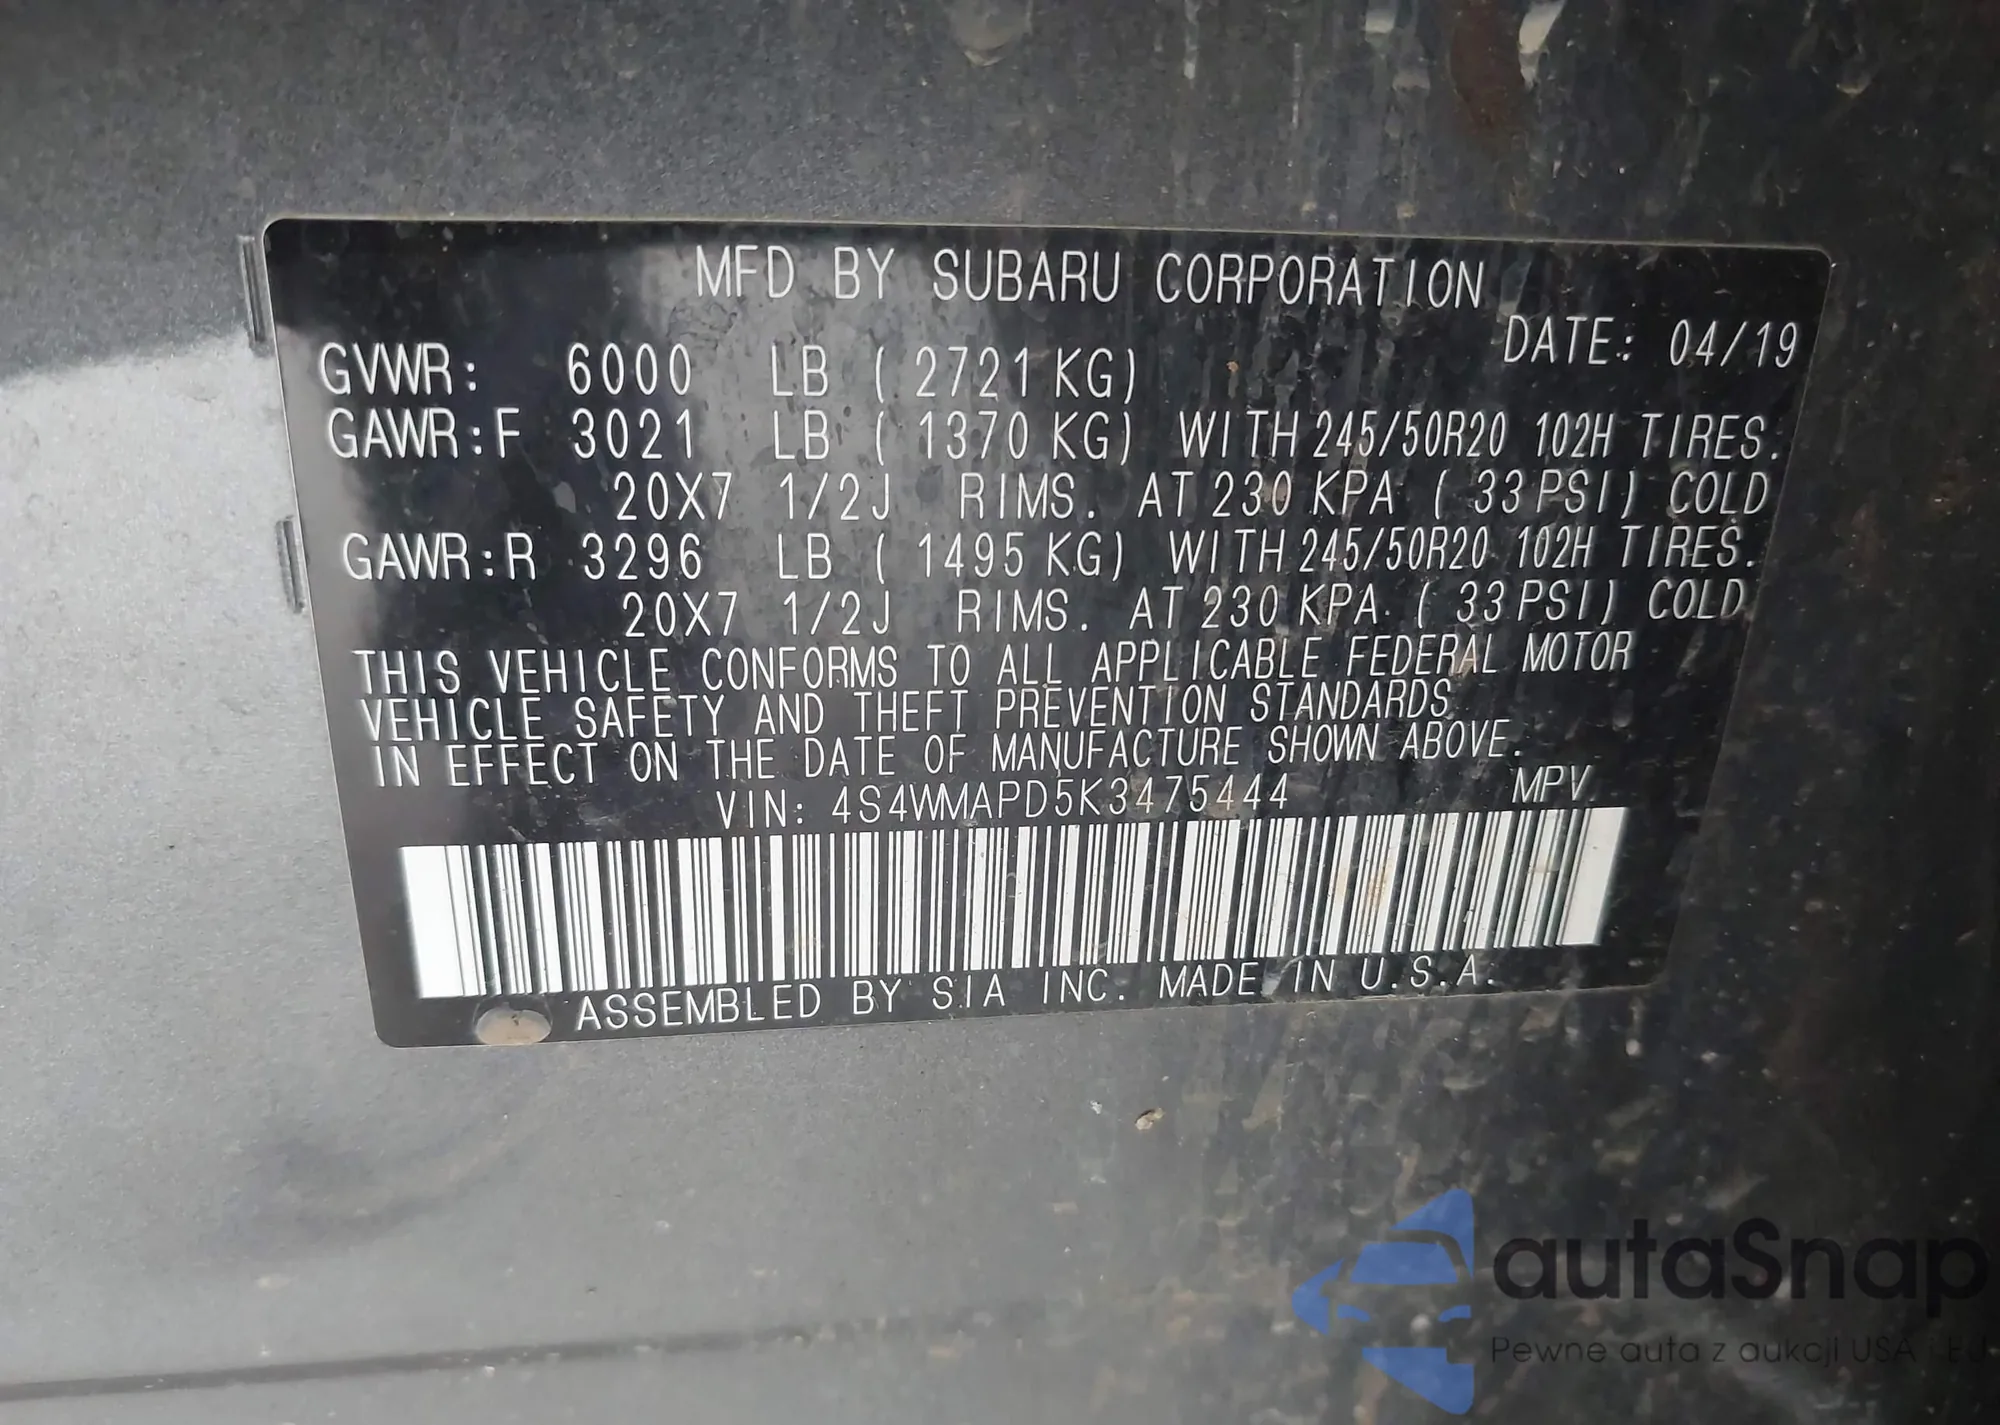 MFD BY SUBARU CORPORATION
DATE: 04/19
GVWR: 6000 LB ( 2721 KG)
GAWR:F 3021 LB ( 1370 KG) WITH 245/50R20 102H TIRES.
20X7 1/2J RIMS. AT 230 KPA ( 33 PSI) COLD
GAWR:R 3296 LB ( 1495 KG) WITH 245/50R20 102H TIRES.
20X7 1/2J RIMS. AT 230 KPA ( 33 PSI) COLD
THIS VEHICLE CONFORMS TO ALL APPLICABLE FEDERAL MOTOR
VEHICLE SAFETY AND THEFT PREVENTION STANDARDS
IN EFFECT ON THE DATE OF MANUFACTURE SHOWN ABOVE.
VIN: 4S4WMAPD5K3475444 MPV
ASSEMBLED BY SIA INC. MADE IN U.S.A.
autaSnap
Pewne auta z aukcji USA i EU